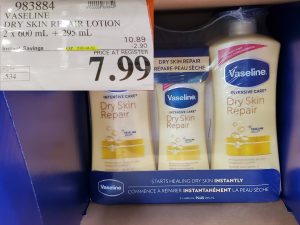 983884
VASELINE
DRY SKIN REPAIR LOTION
2 x 600 mL + 295 mL
10.89
Instant Savings
-2.90
PRICE AT REGISTER
7.99
534
DRY SKIN REPAIR
RÉPARE-PEAU SÈCHE
Vaseline
INTENSIVE CARE
Dry Skin
Repair
Vaseline
INTENSIVE CARE
Dry Skin
Repair
Vaseline
INTENSIVE CARE
Dry Skin
Repair
Vaseline
STARTS HEALING DRY SKIN INSTANTLY
COMMENCE À RÉPARER INSTANTANÉMENT LA PEAU SÈCHE